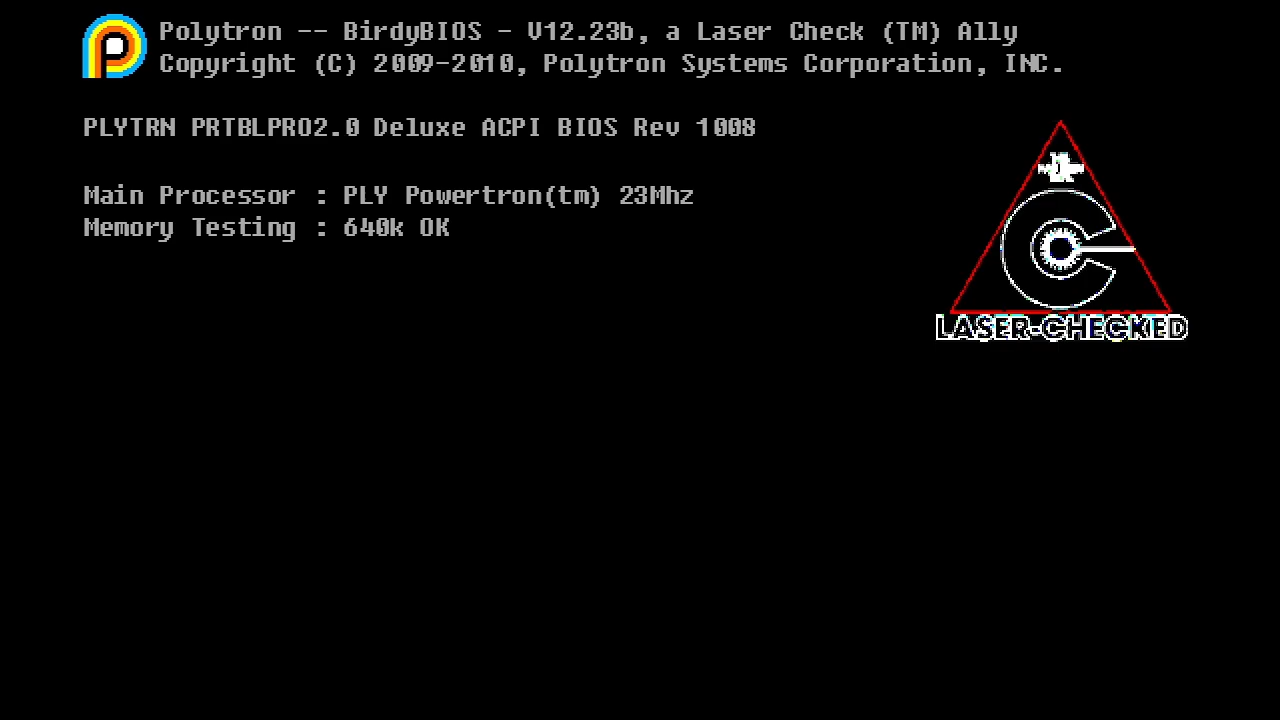 Polytron -- BirdyBIOS - V12.23b, a Laser Check (TM) Ally
Copyright (C) 2009-2010, Polytron Systems Corporation, INC.
PLYTRN PRTBLPRO2.0 Deluxe ACPI BIOS Rev 1008
Main Processor : PLY Powertron(tm) 23Mhz
Memory Testing : 640k OK
LASER-CHECKED